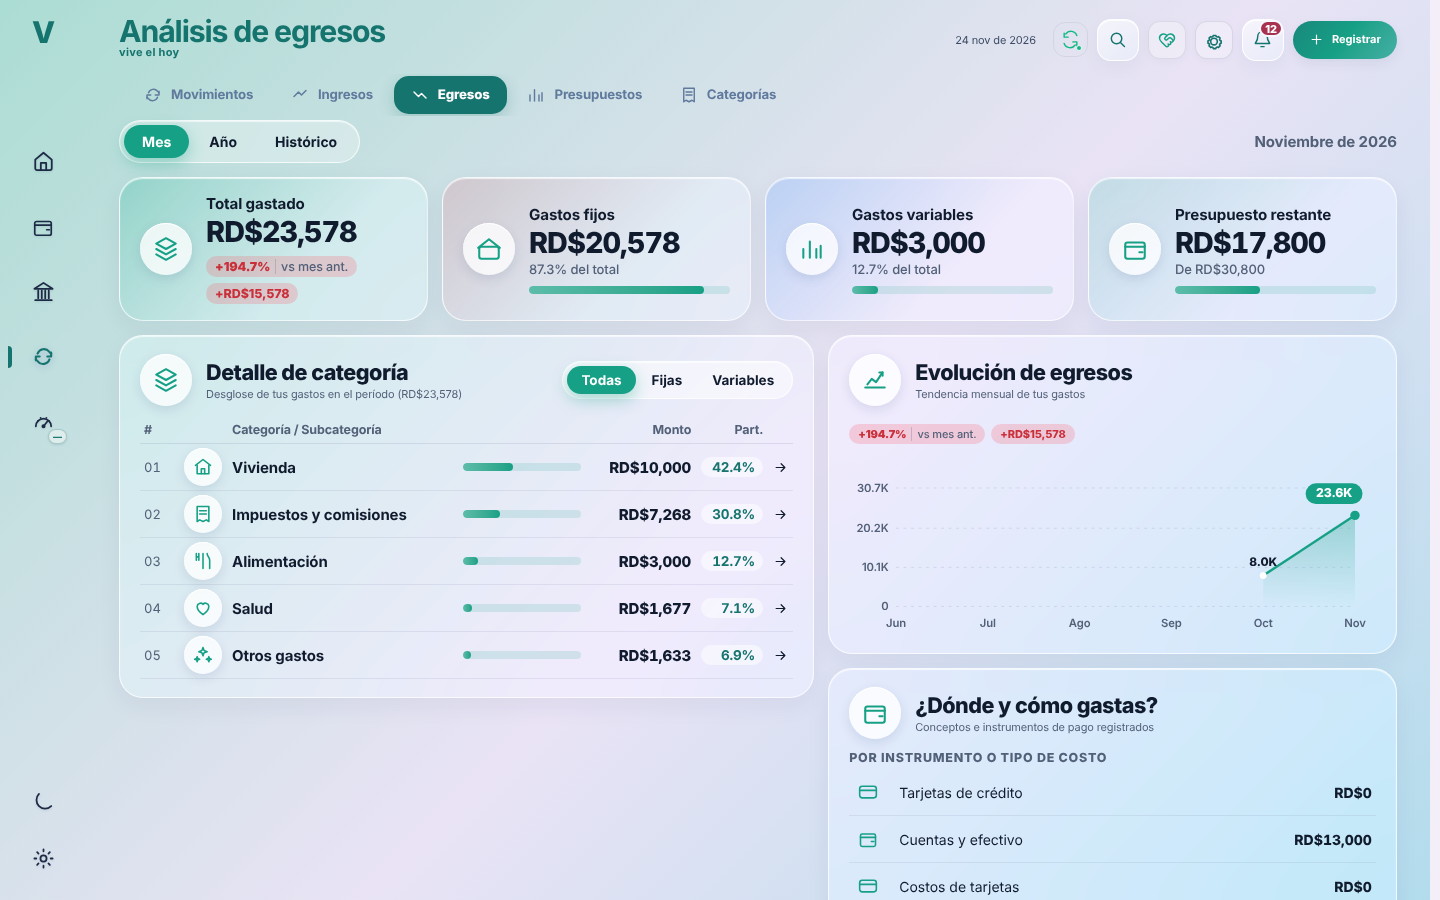 V
Análisis de egresos
vive el hoy
24 nov de 2026
12
Registrar
Movimientos
Ingresos
Egresos
Presupuestos
Categorías
Mes
Año
Histórico
Noviembre de 2026
Total gastado
RD$23,578
+194.7% vs mes ant.
+RD$15,578
Gastos fijos
RD$20,578
87.3% del total
Gastos variables
RD$3,000
12.7% del total
Presupuesto restante
RD$17,800
De RD$30,800
Detalle de categoría
Desglose de tus gastos en el período (RD$23,578)
Todas
Fijas
Variables
# Categoría / Subcategoría Monto Part.
01 Vivienda RD$10,000 42.4%
02 Impuestos y comisiones RD$7,268 30.8%
03 Alimentación RD$3,000 12.7%
04 Salud RD$1,677 7.1%
05 Otros gastos RD$1,633 6.9%
Evolución de egresos
Tendencia mensual de tus gastos
+194.7% vs mes ant. +RD$15,578
30.7K
23.6K
20.2K
8.0K
10.1K
0
Jun Jul Ago Sep Oct Nov
¿Dónde y cómo gastas?
Conceptos e instrumentos de pago registrados
POR INSTRUMENTO O TIPO DE COSTO
Tarjetas de crédito RD$0
Cuentas y efectivo RD$13,000
Costos de tarjetas RD$0